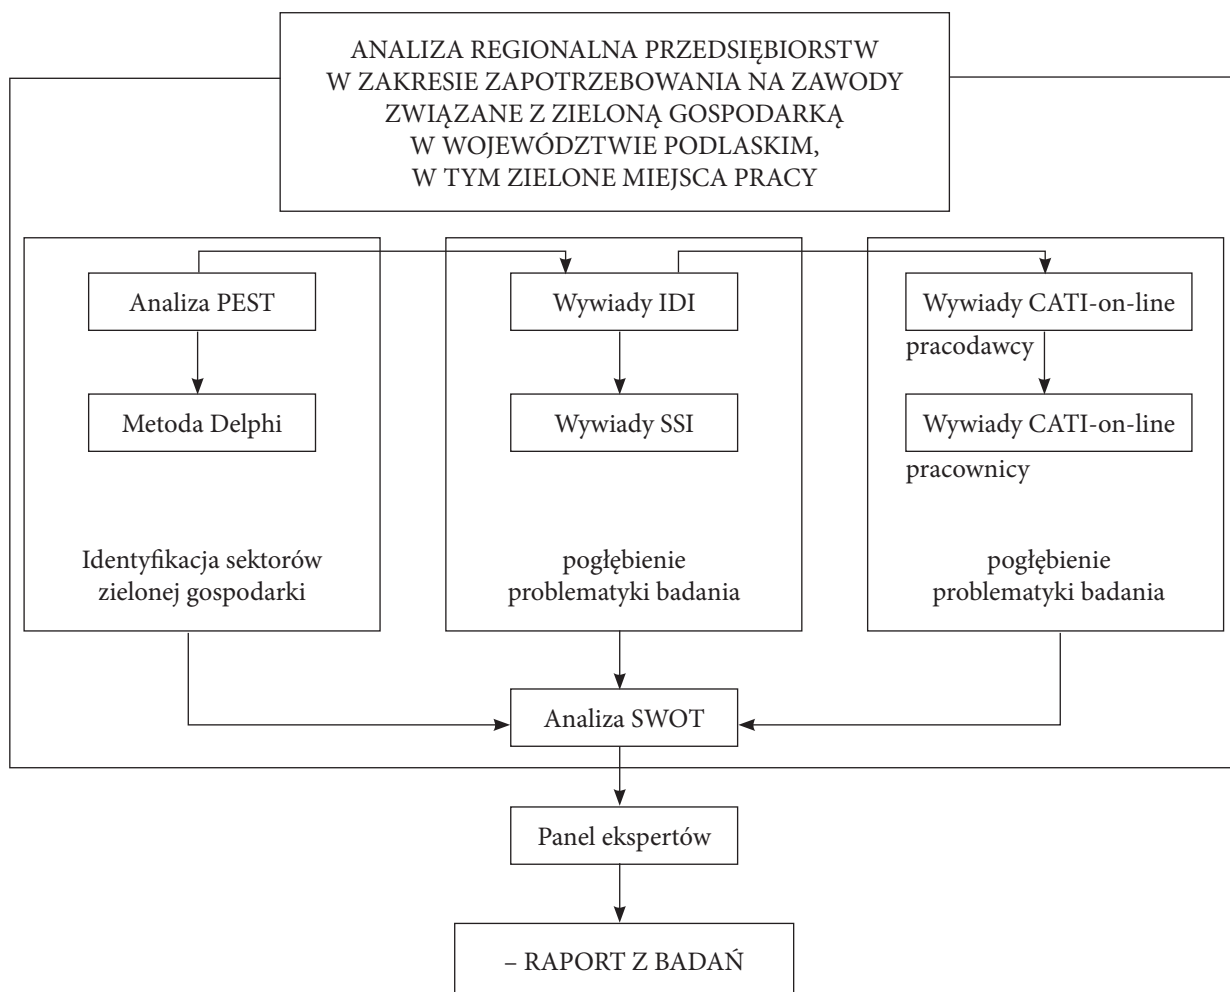 ANALIZA REGIONALNA PRZEDSIĘBIORSTW
W ZAKRESIE ZAPOTRZEBOWANIA NA ZAWODY
ZWIĄZANE Z ZIELONĄ GOSPODARKĄ
W WOJEWÓDZTWIE PODLASKIM,
W TYM ZIELONE MIEJSCA PRACY
Analiza PEST
Metoda Delphi
Identyfikacja sektorów
zielonej gospodarki
Wywiady IDI
Wywiady SSI
pogłębienie
problematyki badania
Wywiady CATI-on-line
pracodawcy
Wywiady CATI-on-line
pracownicy
pogłębienie
problematyki badania
Analiza SWOT
Panel ekspertów
– RAPORT Z BADAŃ